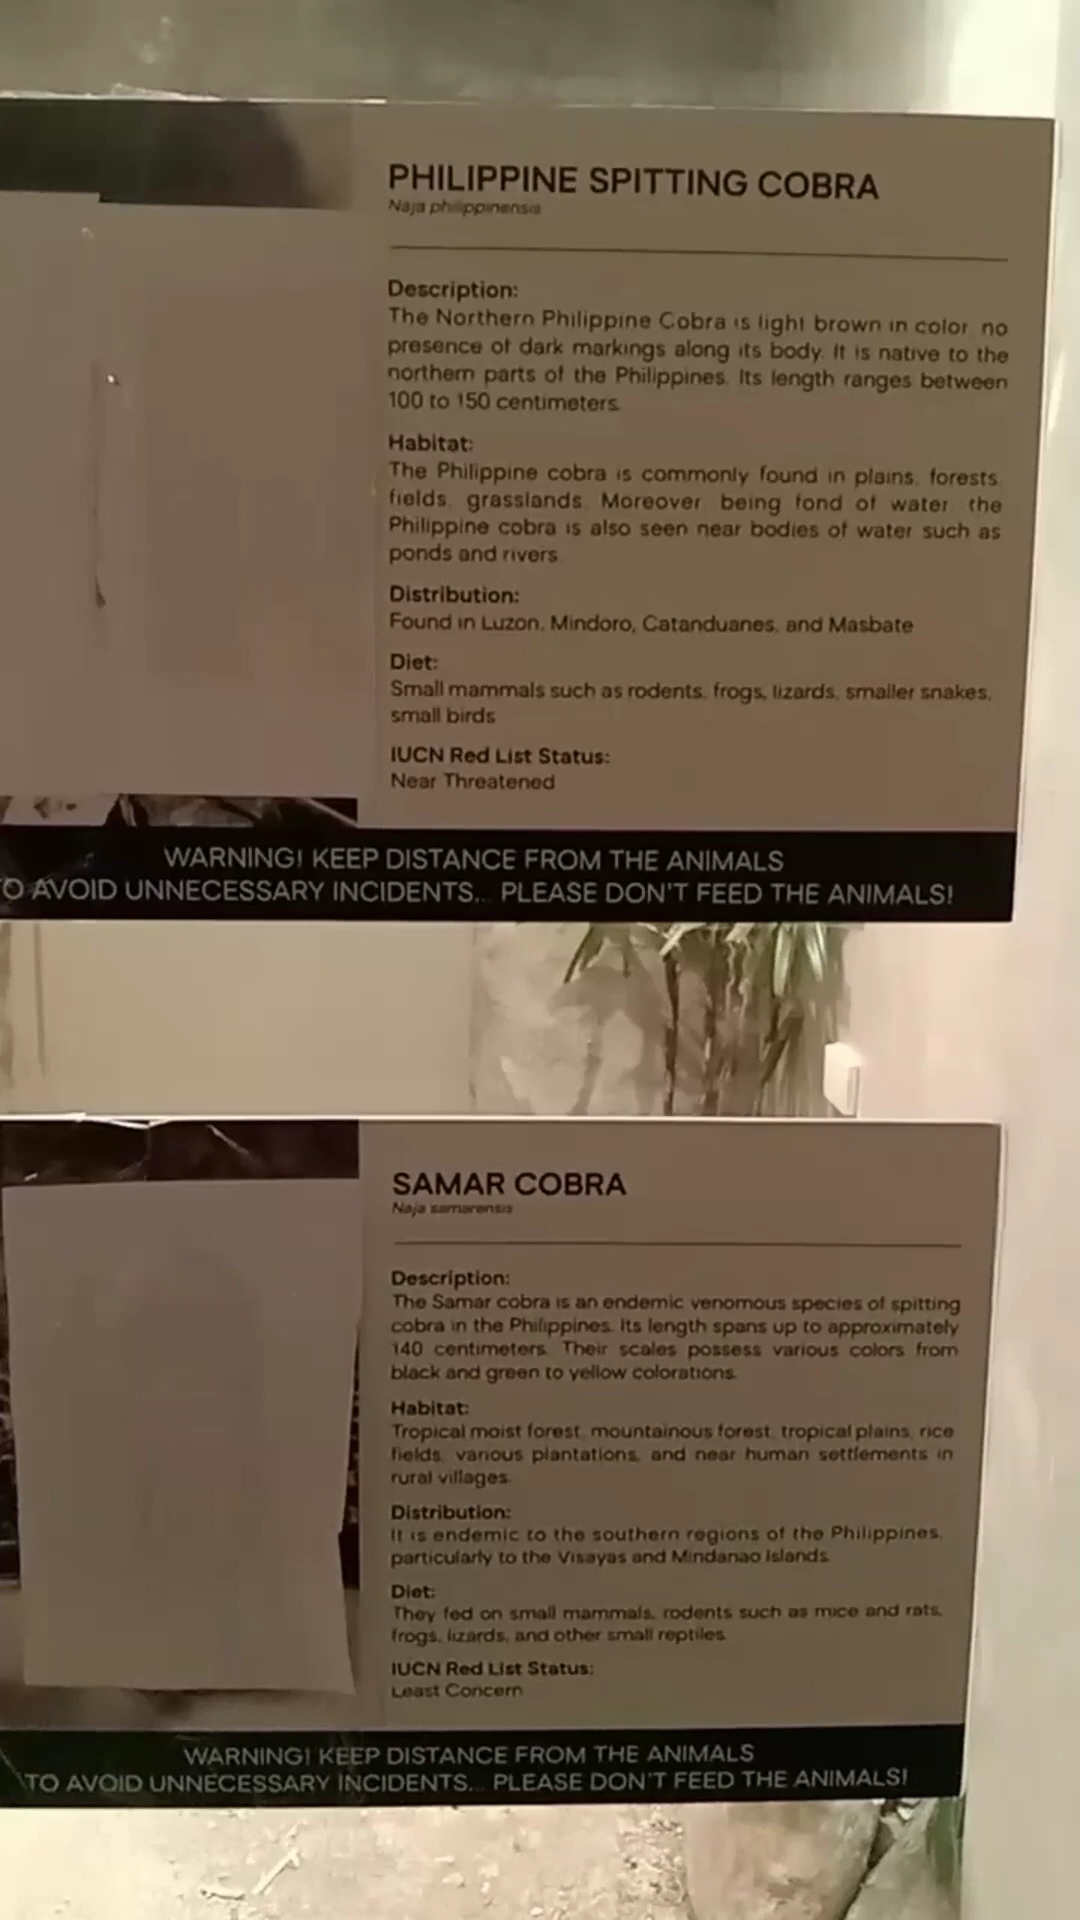 PHILIPPINE SPITTING COBRA
Naja philippinensis
Description:
The Northern Philippine Cobra is light brown in color, no
presence of dark markings along its body. It is native to the
northern parts of the Philippines. Its length ranges between
100 to 150 centimeters.
Habitat:
The Philippine cobra is commonly found in plains, forests,
fields, grasslands. Moreover, being fond of water, the
Philippine cobra is also seen near bodies of water such as
ponds and rivers.
Distribution:
Found in Luzon, Mindoro, Catanduanes, and Masbate
Diet:
Small mammals such as rodents, frogs, lizards, smaller snakes,
small birds
IUCN Red List Status:
Near Threatened
WARNING! KEEP DISTANCE FROM THE ANIMALS
O AVOID UNNECESSARY INCIDENTS... PLEASE DON'T FEED THE ANIMALS!
SAMAR COBRA
Naja samarensis
Description:
The Samar cobra is an endemic venomous species of spitting
cobra in the Philippines. Its length spans up to approximately
140 centimeters. Their scales possess various colors from
black and green to yellow colorations.
Habitat:
Tropical moist forest, mountainous forest, tropical plains, rice
fields, various plantations, and near human settlements in
rural villages.
Distribution:
It is endemic to the southern regions of the Philippines,
particularly to the Visayas and Mindanao Islands.
Diet:
They fed on small mammals, rodents such as mice and rats,
frogs, lizards, and other small reptiles.
IUCN Red List Status:
Least Concern
WARNING! KEEP DISTANCE FROM THE ANIMALS
TO AVOID UNNECESSARY INCIDENTS... PLEASE DON'T FEED THE ANIMALS!